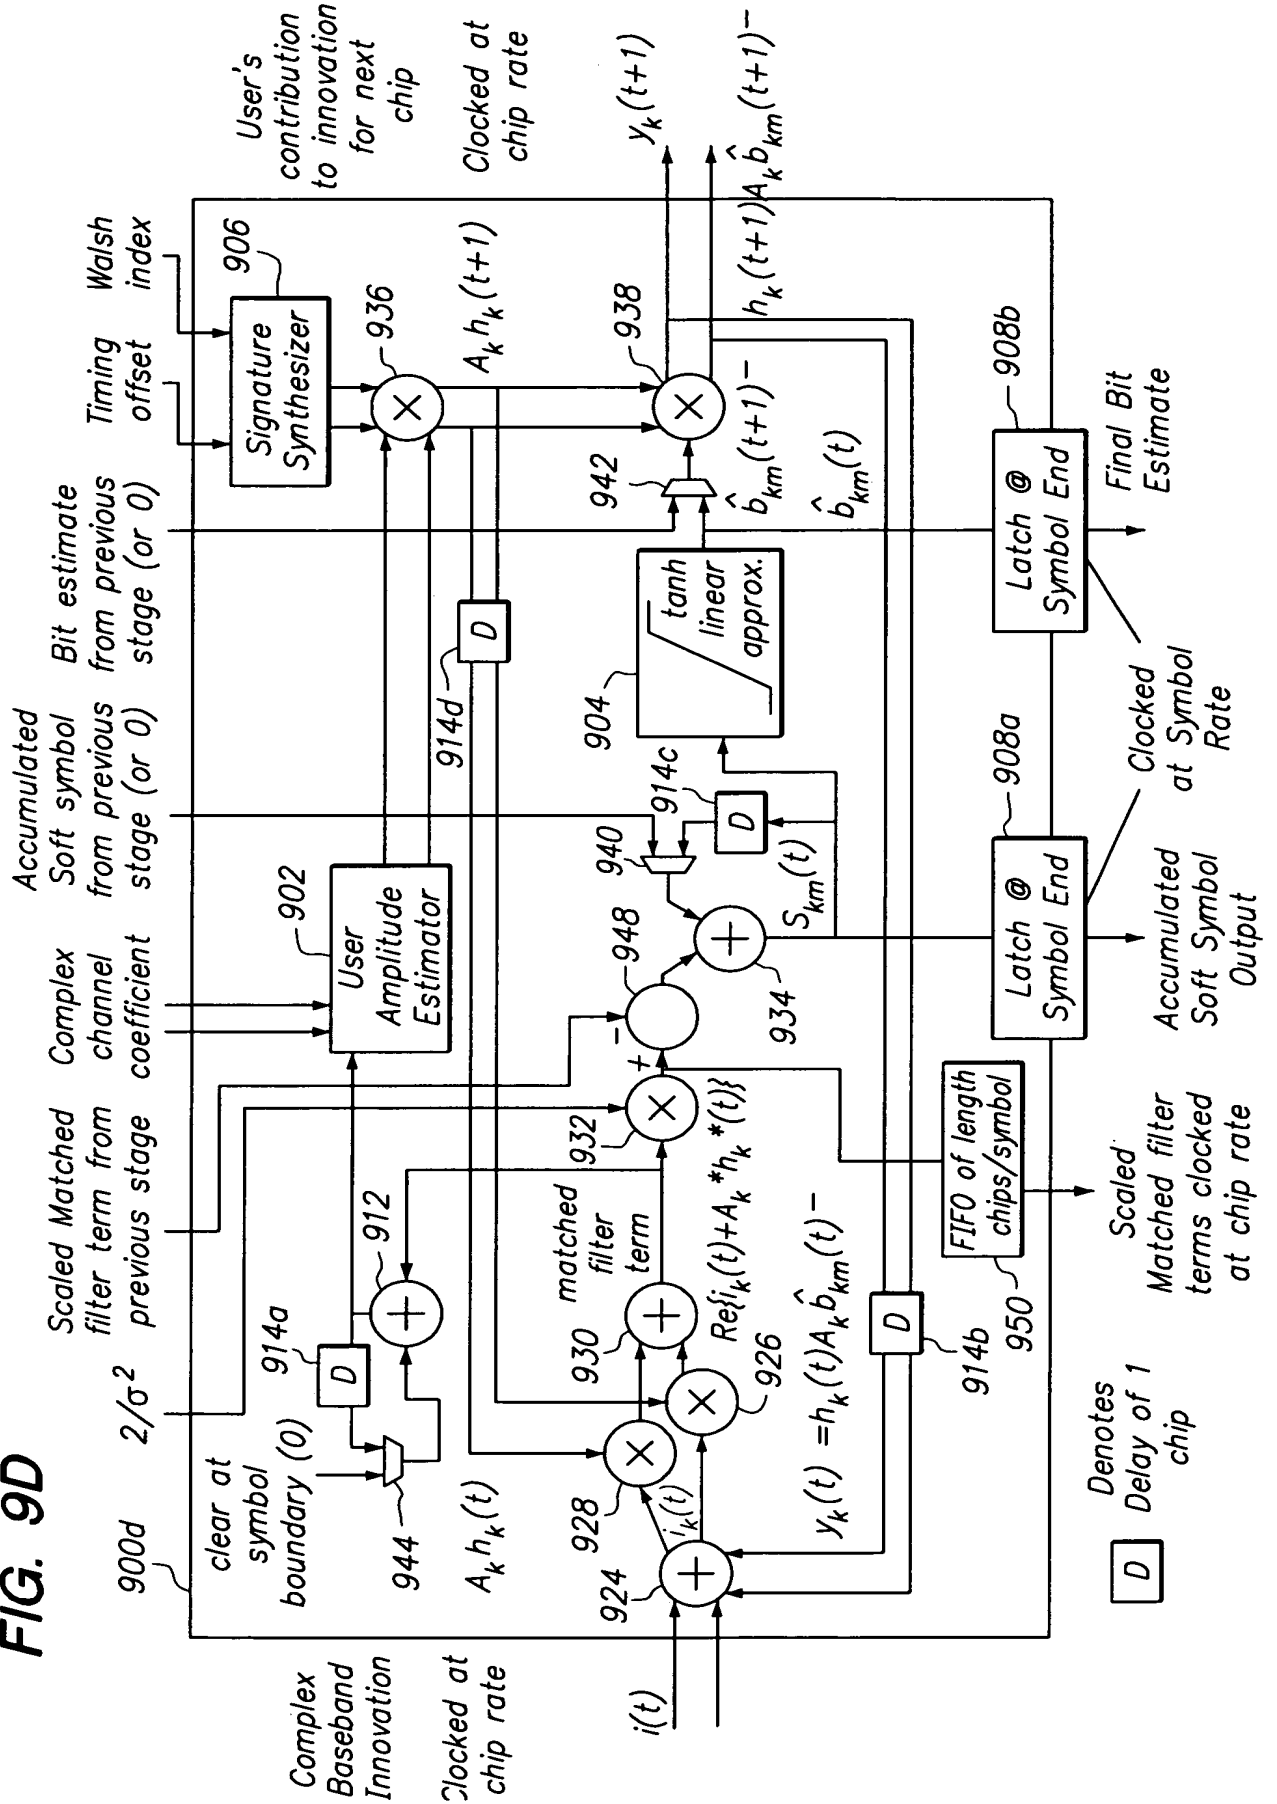 FIG. 9D
900d
Complex
Baseband
Innovation
Clocked at
chip rate
i(t)
2/σ²
clear at
symbol
boundary (0)
944
914a
D
912
Scaled Matched
filter term from
previous stage
Complex
channel
coefficient
902
User
Amplitude
Estimator
Accumulated
Soft symbol
from previous
stage (or 0)
Bit estimate
from previous
stage (or 0)
Timing
offset
Walsh
index
906
Signature
Synthesizer
936
A_k h_k(t+1)
User's
contribution
to innovation
for next
chip
Clocked at
chip rate
914d
D
A_k h_k(t)
924
i_k(t)
928
926
930
matched
filter
term
Re{i_k(t)+A_k*h_k*(t)}
932
+
−
948
934
940
914c
D
S_km(t)
904
tanh
linear
approx.
942
b̂_km(t+1)⁻
b̂_km(t)
938
y_k(t+1)
h_k(t+1)A_k b̂_km(t+1)⁻
y_k(t) =h_k(t)A_k b̂_km(t)⁻
D
914b
FIFO of length
chips/symbol
950
Scaled
Matched filter
terms clocked
at chip rate
Latch @
Symbol End
908a
Accumulated
Soft Symbol
Output
Clocked
at Symbol
Rate
Latch @
Symbol End
908b
Final Bit
Estimate
D
Denotes
Delay of 1
chip